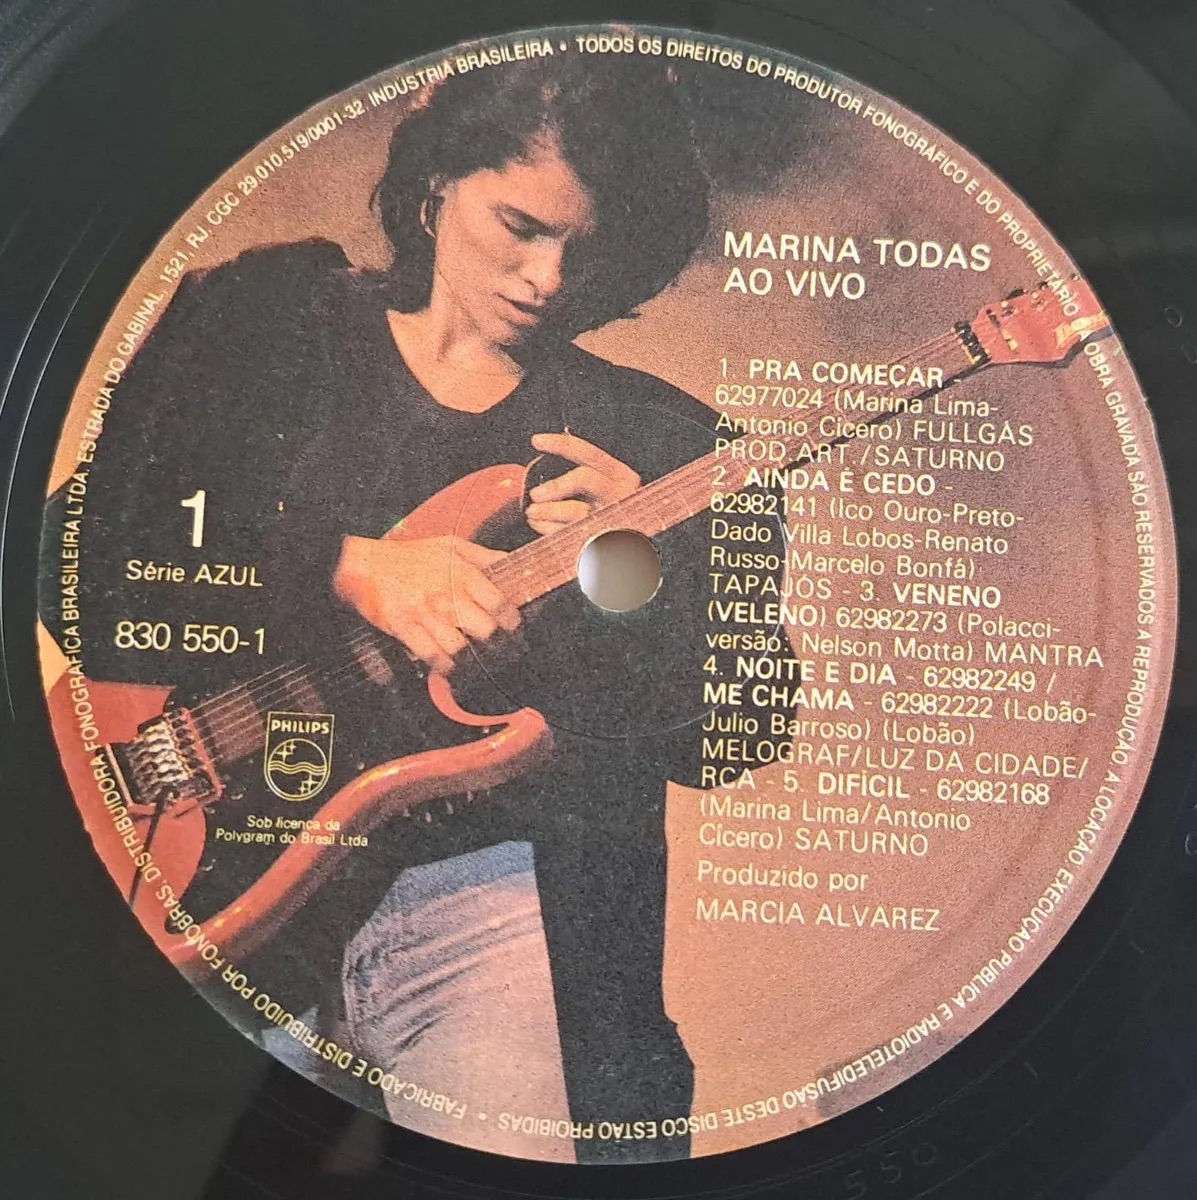 MARINA TODAS
AO VIVO
1. PRA COMEÇAR -
62977024 (Marina Lima-
Antonio Cícero) FULLGÁS
PROD.ART./SATURNO
2. AINDA É CEDO -
62982141 (Ico Ouro-Preto-
Dado Villa Lobos-Renato
Russo-Marcelo Bonfá)
TAPAJÓS - 3. VENENO
(VELENO) 62982273 (Polacci-
versão: Nelson Motta) MANTRA
4. NOITE E DIA - 62982249 /
ME CHAMA - 62982222 (Lobão-
Julio Barroso) (Lobão)
MELOGRAF/LUZ DA CIDADE/
RCA - 5. DIFÍCIL - 62982168
(Marina Lima/Antonio
Cícero) SATURNO
Produzido por
MARCIA ALVAREZ
1
Série AZUL
830 550-1
PHILIPS
Sob licença da
Polygram do Brasil Ltda
• FABRICADO E DISTRIBUIDO POR FONOBRÁS. DISTRIBUIDORA FONOGRÁFICA BRASILEIRA LTDA. ESTRADA DO GABINAL, 1521, RJ. CGC 29.010.519/0001-32 INDÚSTRIA BRASILEIRA • TODOS OS DIREITOS DO PRODUTOR FONOGRÁFICO E DO PROPRIETÁRIO DA OBRA GRAVADA SÃO RESERVADOS A REPRODUÇÃO A LOCAÇÃO, EXECUÇÃO PUBLICA E RADIOTELEDIFUSÃO DESTE DISCO ESTÃO PROIBIDAS
550